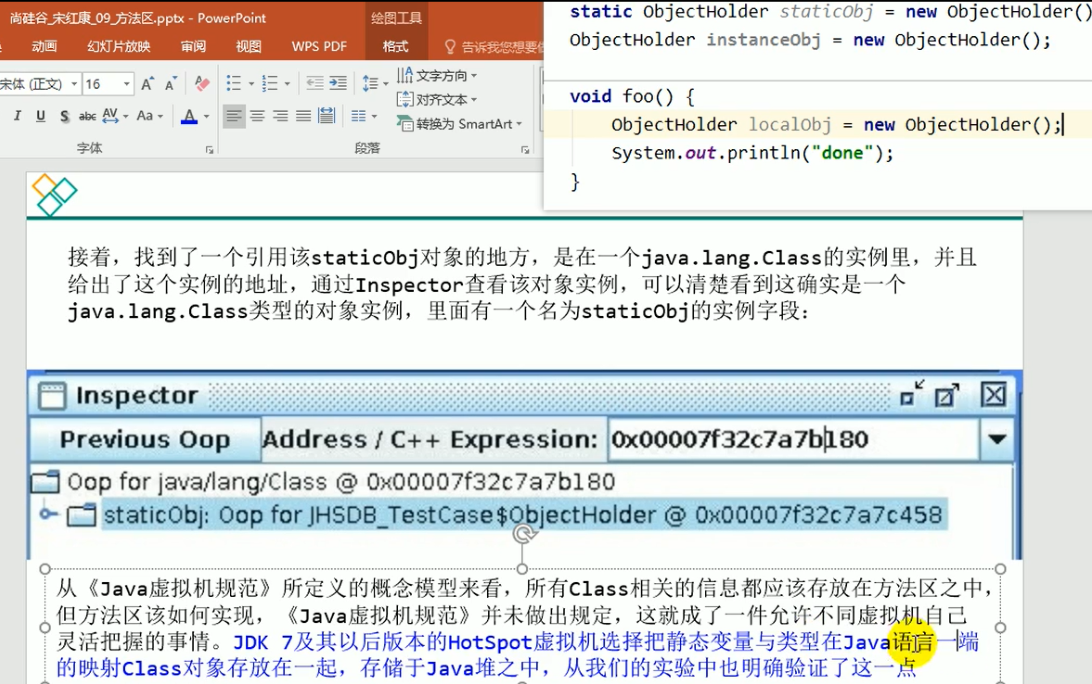 尚硅谷_宋红康_09_方法区.pptx - PowerPoint
绘图工具
动画 幻灯片放映 审阅 视图 WPS PDF 格式 告诉我您想要
宋体 (正文) 16 A A
文字方向
对齐文本
转换为 SmartArt
I U S abc AV Aa A
字体 段落
static ObjectHolder staticObj = new ObjectHolder()
ObjectHolder instanceObj = new ObjectHolder();
void foo() {
ObjectHolder localObj = new ObjectHolder();
System.out.println("done");
}
接着，找到了一个引用该staticObj对象的地方，是在一个java.lang.Class的实例里，并且
给出了这个实例的地址，通过Inspector查看该对象实例，可以清楚看到这确实是一个
java.lang.Class类型的对象实例，里面有一个名为staticObj的实例字段：
Inspector
Previous Oop Address / C++ Expression: 0x00007f32c7a7b180
Oop for java/lang/Class @ 0x00007f32c7a7b180
staticObj: Oop for JHSDB_TestCase$ObjectHolder @ 0x00007f32c7a7c458
从《Java虚拟机规范》所定义的概念模型来看，所有Class相关的信息都应该存放在方法区之中，
但方法区该如何实现，《Java虚拟机规范》并未做出规定，这就成了一件允许不同虚拟机自己
灵活把握的事情。JDK 7及其以后版本的HotSpot虚拟机选择把静态变量与类型在Java语言一端
的映射Class对象存放在一起，存储于Java堆之中，从我们的实验中也明确验证了这一点